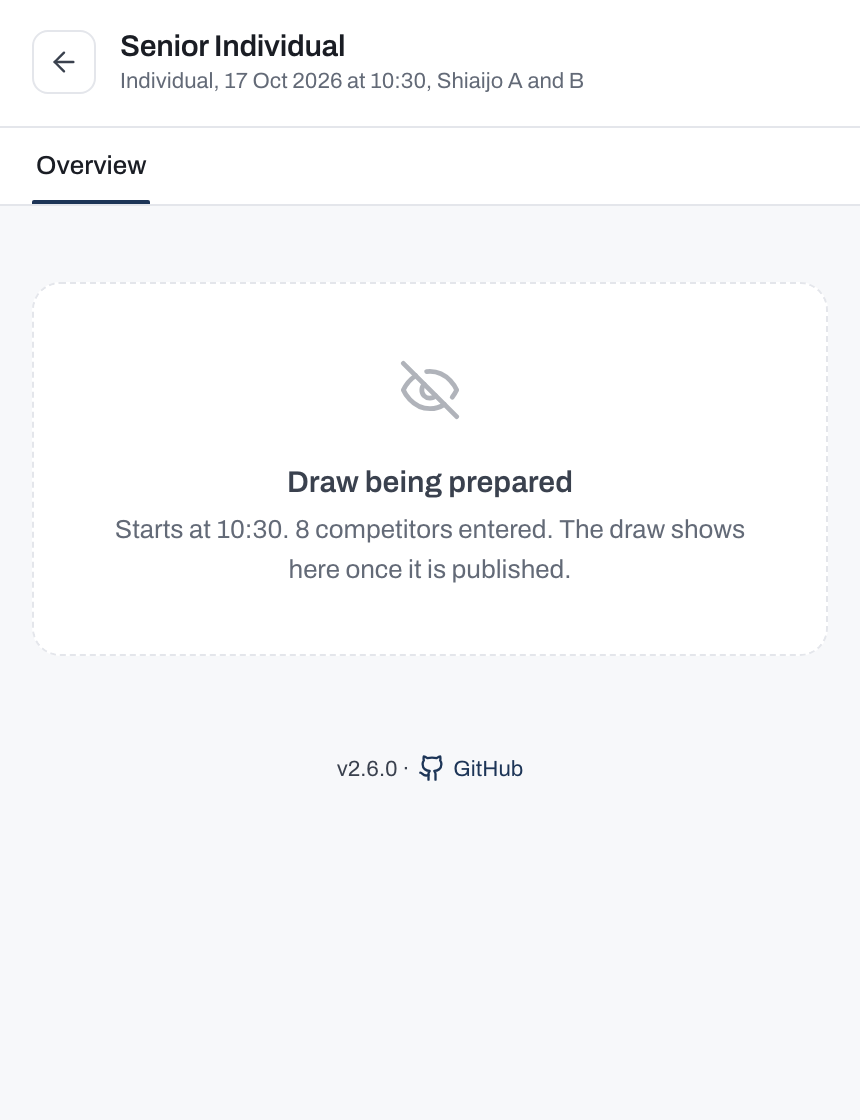 Senior Individual
Individual, 17 Oct 2026 at 10:30, Shiaijo A and B
Overview
Draw being prepared
Starts at 10:30. 8 competitors entered. The draw shows
here once it is published.
v2.6.0 · GitHub